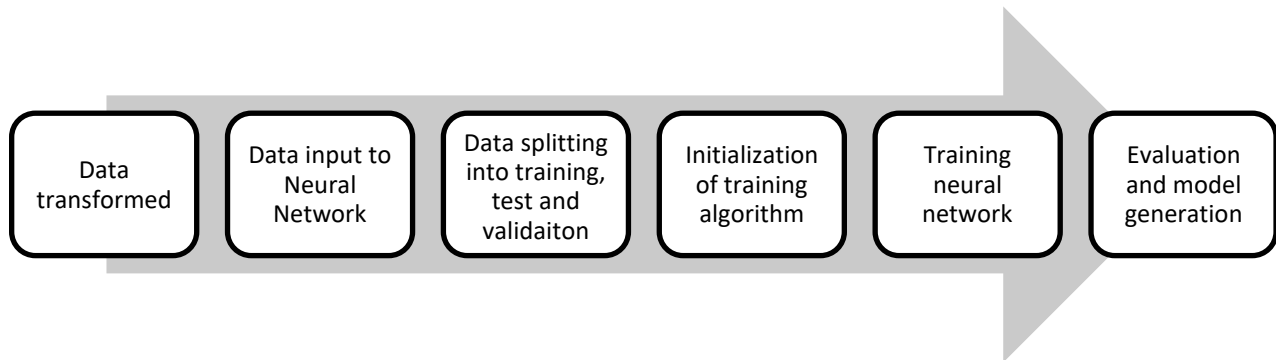 Data
transformed
Data input to
Neural
Network
Data splitting
into training,
test and
validaiton
Initialization
of training
algorithm
Training
neural
network
Evaluation
and model
generation